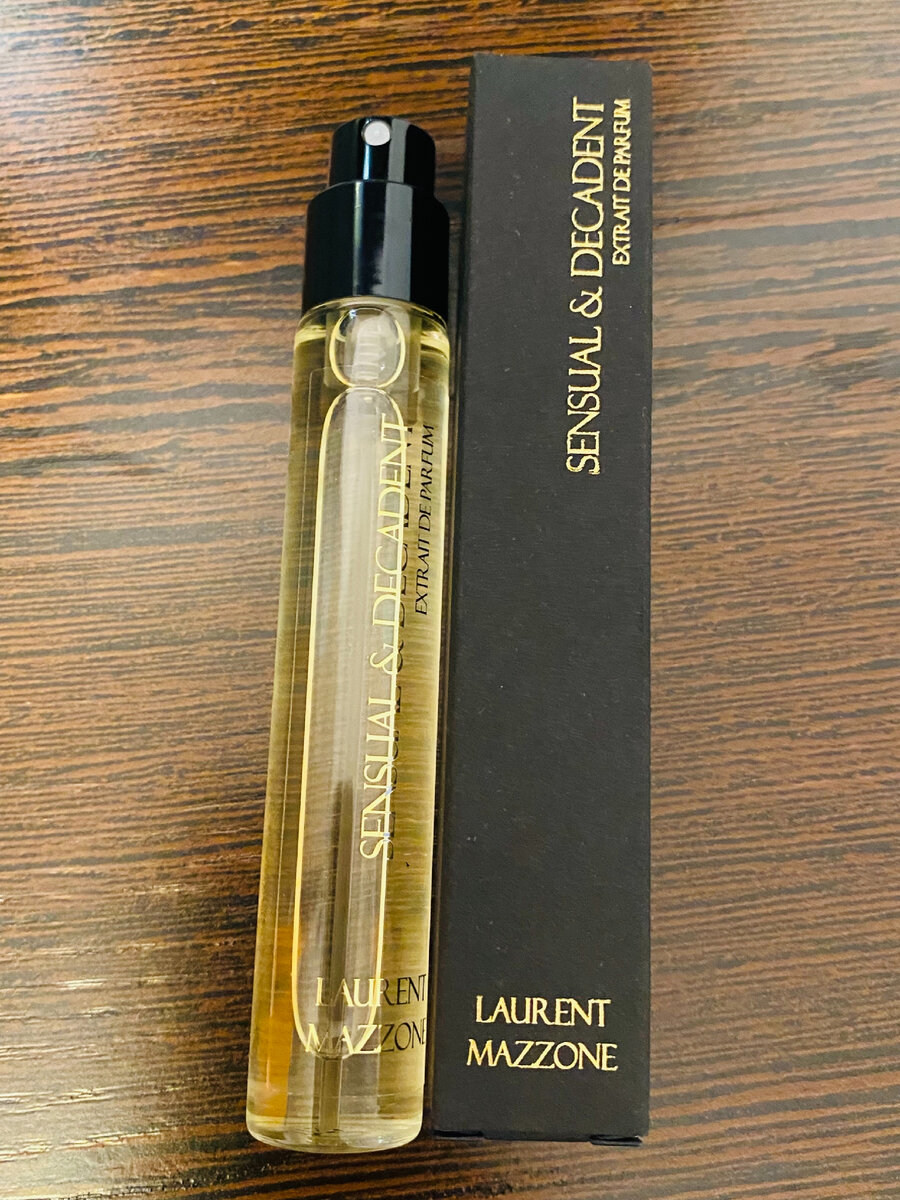 SENSUAL & DECADENT
EXTRAIT DE PARFUM
LAURENT
MAZZONE
SENSUAL & DECADENT
EXTRAIT DE PARFUM
LAURENT
MAZZONE